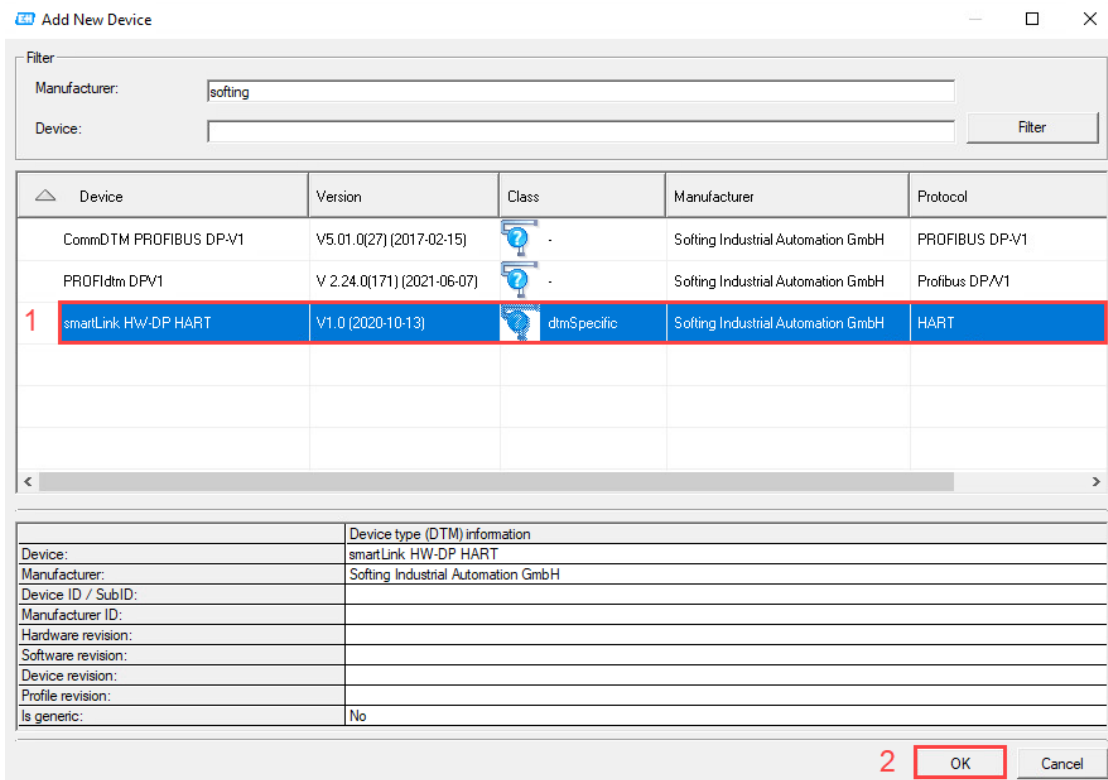 E+H Add New Device
Filter
Manufacturer: softing
Device: Filter
Device Version Class Manufacturer Protocol
CommDTM PROFIBUS DP-V1 V5.01.0(27) (2017-02-15) ? - Softing Industrial Automation GmbH PROFIBUS DP-V1
PROFIdtm DPV1 V 2.24.0(171) (2021-06-07) ? - Softing Industrial Automation GmbH Profibus DP/V1
1 smartLink HW-DP HART V1.0 (2020-10-13) ? dtmSpecific Softing Industrial Automation GmbH HART
Device type (DTM) information
Device: smartLink HW-DP HART
Manufacturer: Softing Industrial Automation GmbH
Device ID / SubID:
Manufacturer ID:
Hardware revision:
Software revision:
Device revision:
Profile revision:
Is generic: No
2 OK Cancel